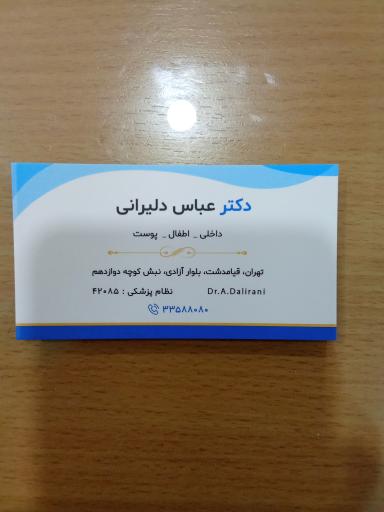 دکتر عباس دلیرانی
داخلی _ اطفال _ پوست
تهران، قیامدشت، بلوار آزادی، نبش کوچه دوازدهم
نظام پزشکی : ۴۲۰۸۵ Dr.A.Dalirani
۳۳۵۸۸۰۸۰